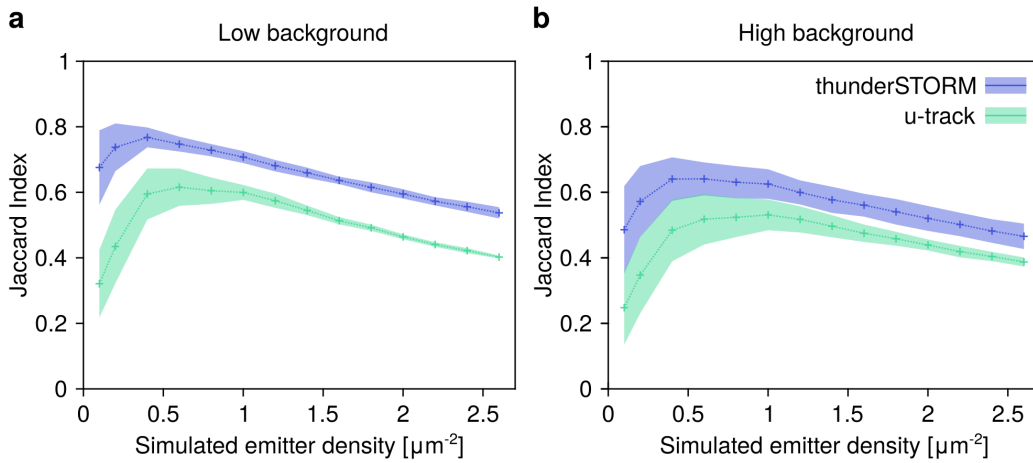 a
Low background
1
0.8
0.6
0.4
0.2
0
0
0.5
1
1.5
2
2.5
Jaccard Index
Simulated emitter density [µm⁻²]
b
High background
thunderSTORM
u-track
1
0.8
0.6
0.4
0.2
0
0
0.5
1
1.5
2
2.5
Jaccard Index
Simulated emitter density [µm⁻²]